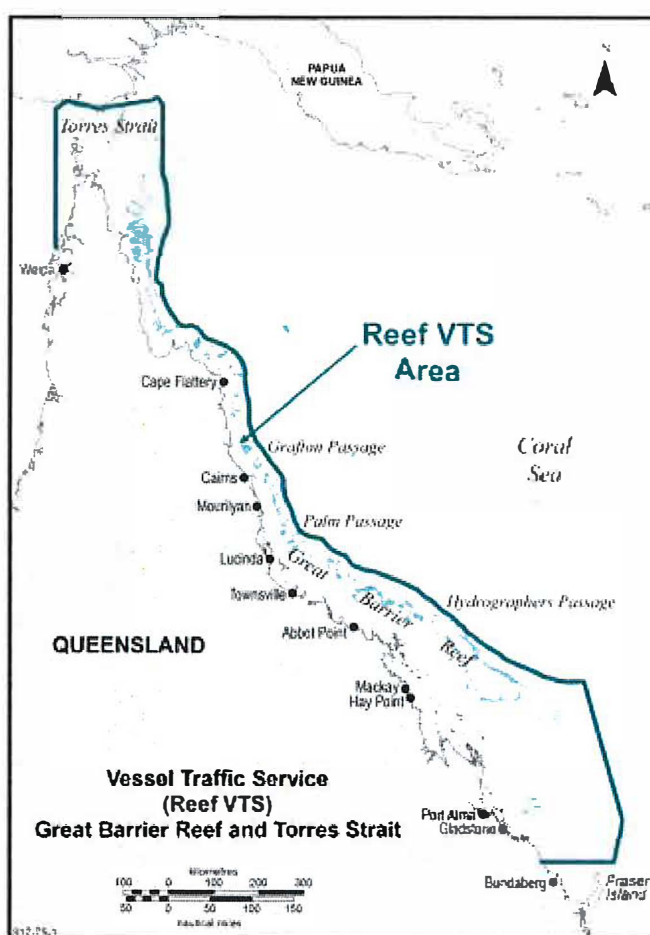 PAPUA
NEW GUINEA
Torres Strait
Weipa
Reef VTS
Area
Cape Flattery
Grafton Passage
Coral
Sea
Cairns
Mourilyan
Palm Passage
Lucinda
Great
Townsville
Barrier
Hydrographers Passage
Abbot Point
Reef
QUEENSLAND
Mackay
Hay Point
Vessel Traffic Service
(Reef VTS)
Great Barrier Reef and Torres Strait
Port Alma
Gladstone
kilometres
100 0 100 200 300
50 0 50 100 150
nautical miles
Bundaberg
Fraser
Island